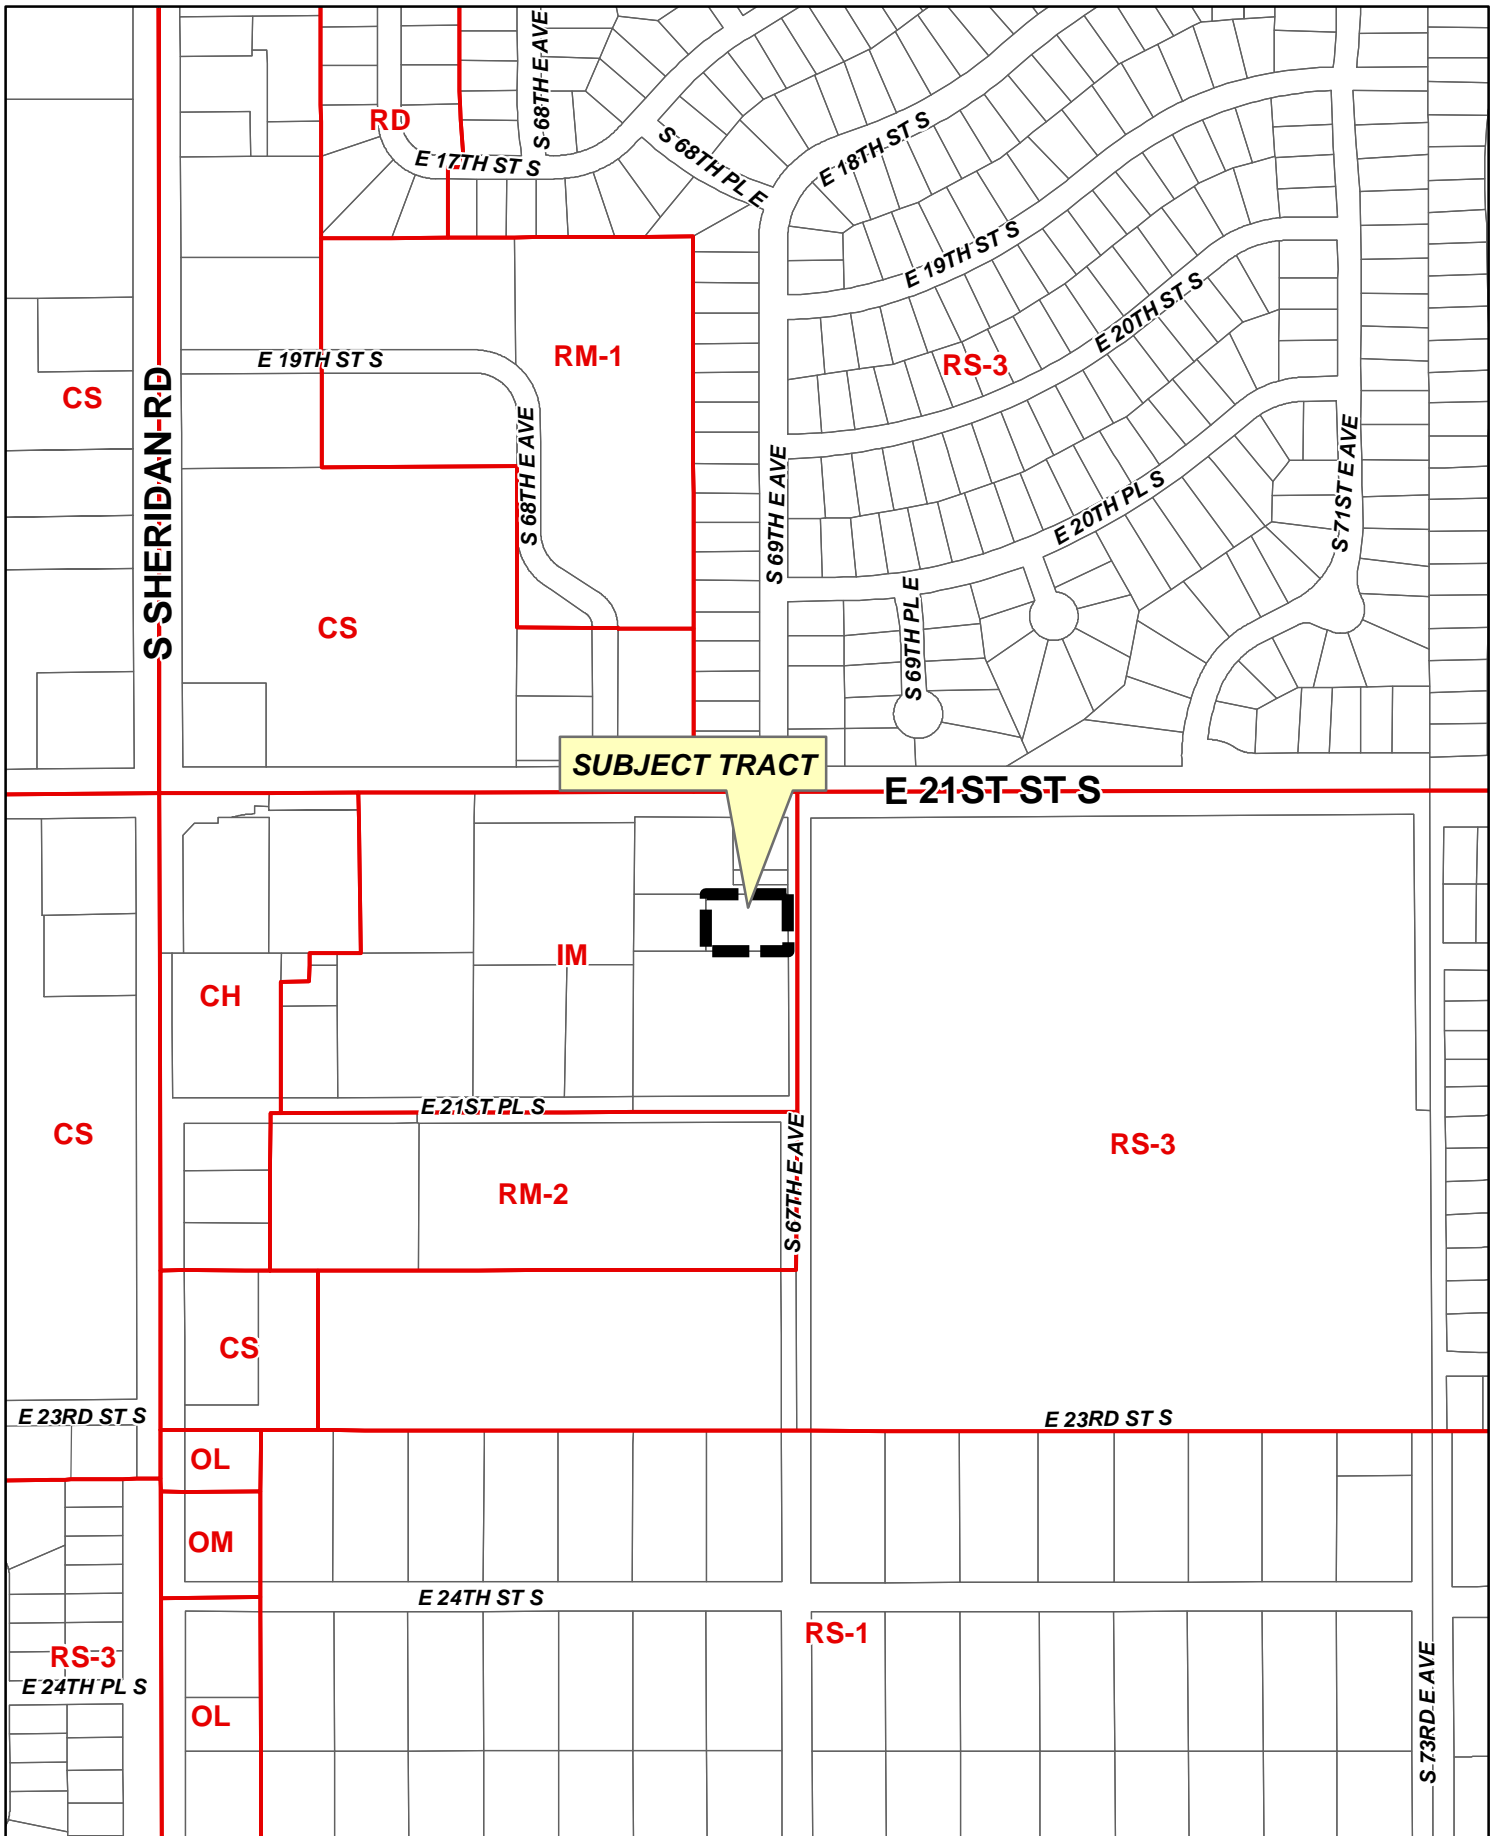 S 68TH E AVE
RD
E 17TH ST S
S 68TH PL E
E 18TH ST S
E 19TH ST S
E 20TH ST S
E 19TH ST S
RM-1
RS-3
CS
S SHERIDAN RD
S 68TH E AVE
S 69TH E AVE
E 20TH PL S
S 71ST E AVE
CS
S 69TH PL E
SUBJECT TRACT
E 21ST ST S
IM
CH
E 21ST PL S
CS
S 67TH E AVE
RS-3
RM-2
CS
E 23RD ST S
E 23RD ST S
OL
OM
E 24TH ST S
RS-1
RS-3
E 24TH PL S
OL
S 73RD E AVE